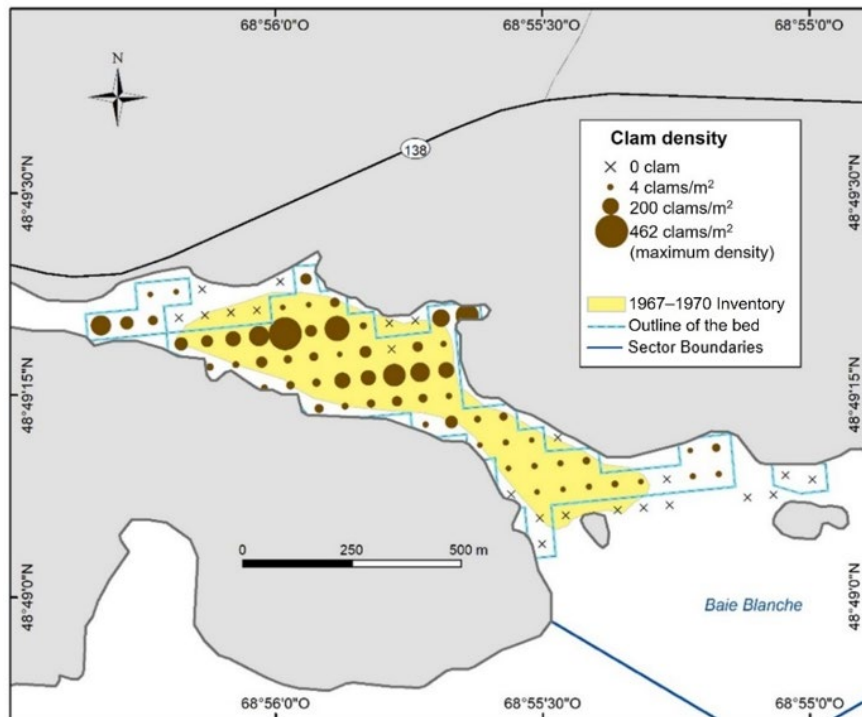 68°56'0"O
68°55'30"O
68°55'0"O
N
138
48°49'30"N
48°49'30"N
Clam density
0 clam
4 clams/m²
200 clams/m²
462 clams/m²
(maximum density)
1967–1970 Inventory
Outline of the bed
Sector Boundaries
48°49'15"N
48°49'15"N
0
250
500 m
48°49'0"N
48°49'0"N
Baie Blanche
68°56'0"O
68°55'30"O
68°55'0"O